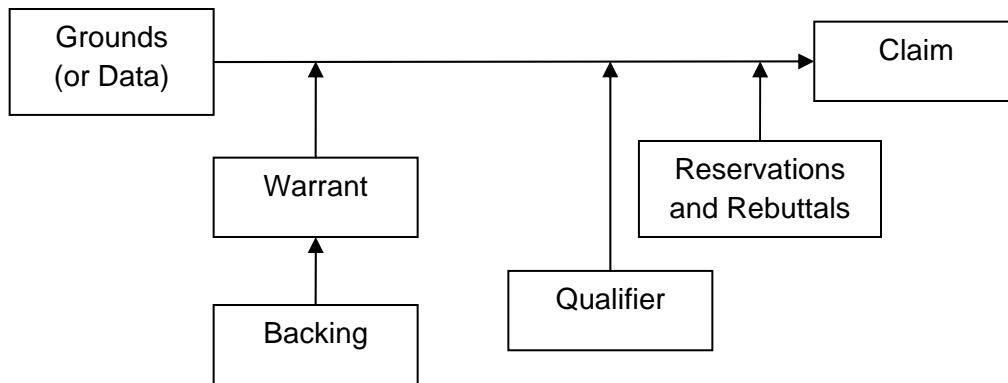 Grounds
(or Data)
Claim
Warrant
Reservations
and Rebuttals
Qualifier
Backing